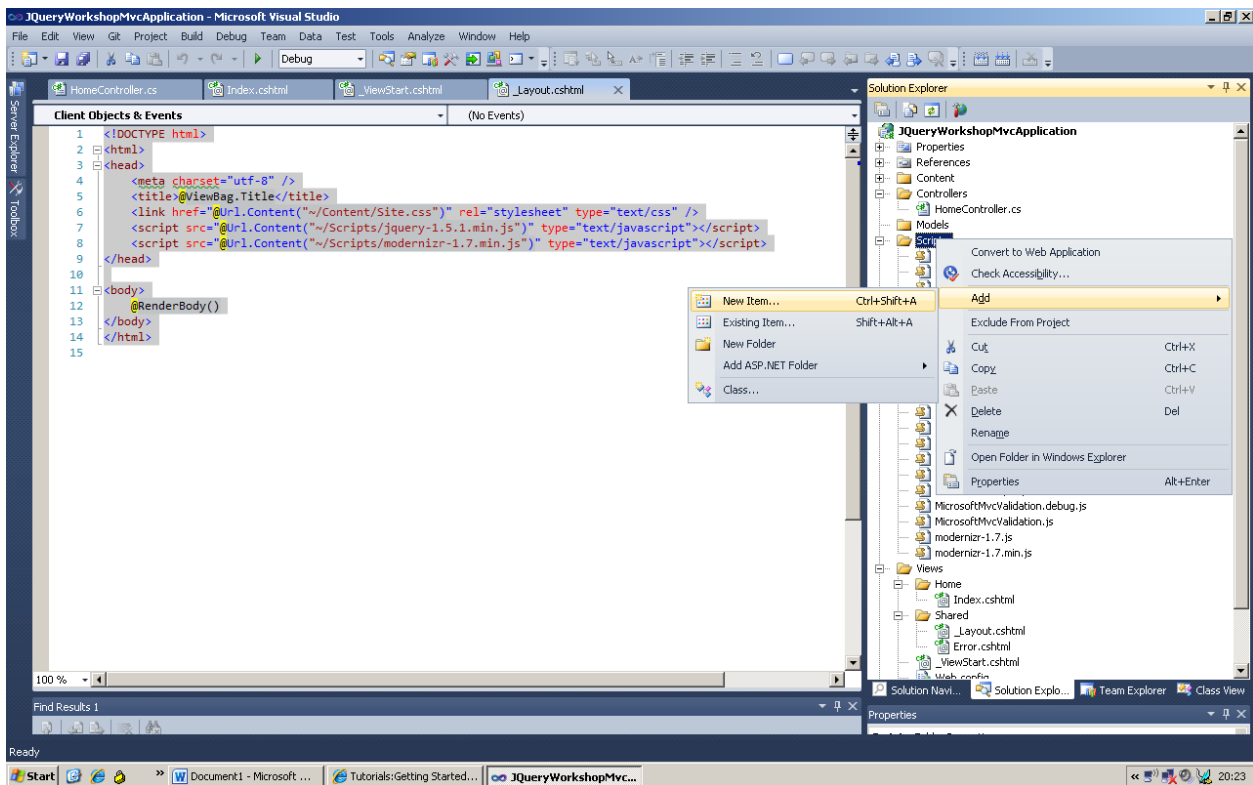 JQueryWorkshopMvcApplication - Microsoft Visual Studio
File Edit View Git Project Build Debug Team Data Test Tools Analyze Window Help
Debug
HomeController.cs Index.cshtml _ViewStart.cshtml _Layout.cshtml
Client Objects & Events (No Events)
1 <!DOCTYPE html>
2 <html>
3 <head>
4 <meta charset="utf-8" />
5 <title>@ViewBag.Title</title>
6 <link href="@Url.Content("~/Content/Site.css")" rel="stylesheet" type="text/css" />
7 <script src="@Url.Content("~/Scripts/jquery-1.5.1.min.js")" type="text/javascript"></script>
8 <script src="@Url.Content("~/Scripts/modernizr-1.7.min.js")" type="text/javascript"></script>
9 </head>
10
11 <body>
12 @RenderBody()
13 </body>
14 </html>
15
Server Explorer
Toolbox
100 %
Find Results 1
Ready
Solution Explorer
JQueryWorkshopMvcApplication
Properties
References
Content
Controllers
HomeController.cs
Models
Convert to Web Application
Check Accessibility...
Add
Exclude From Project
Cut Ctrl+X
Copy Ctrl+C
Paste Ctrl+V
Delete Del
Rename
Open Folder in Windows Explorer
Properties Alt+Enter
New Item... Ctrl+Shift+A
Existing Item... Shift+Alt+A
New Folder
Add ASP.NET Folder
Class...
MicrosoftMvcValidation.debug.js
MicrosoftMvcValidation.js
modernizr-1.7.js
modernizr-1.7.min.js
Views
Home
Index.cshtml
Shared
_Layout.cshtml
Error.cshtml
_ViewStart.cshtml
Web.config
Solution Navi... Solution Explo... Team Explorer Class View
Properties
Start Document1 - Microsoft ... Tutorials:Getting Started... JQueryWorkshopMvc... 20:23